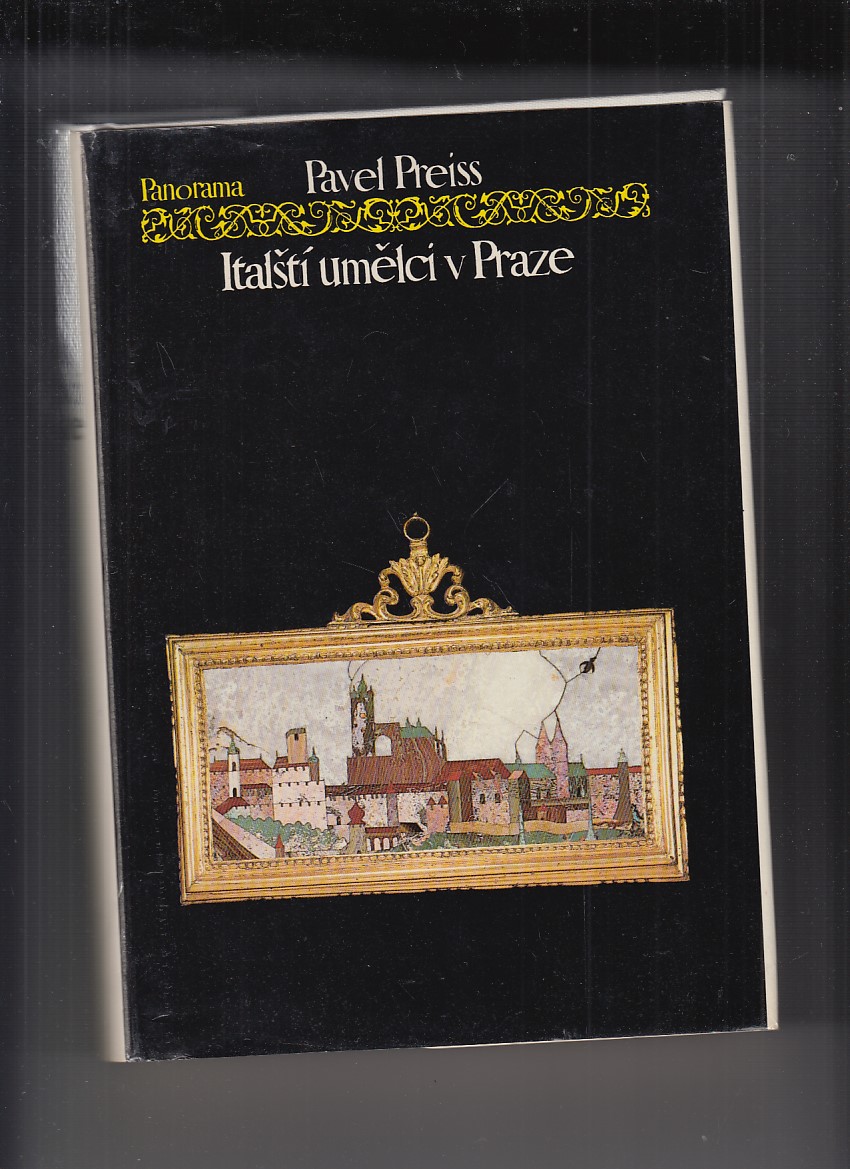 Panorama
Pavel Preiss
Italští umělci v Praze